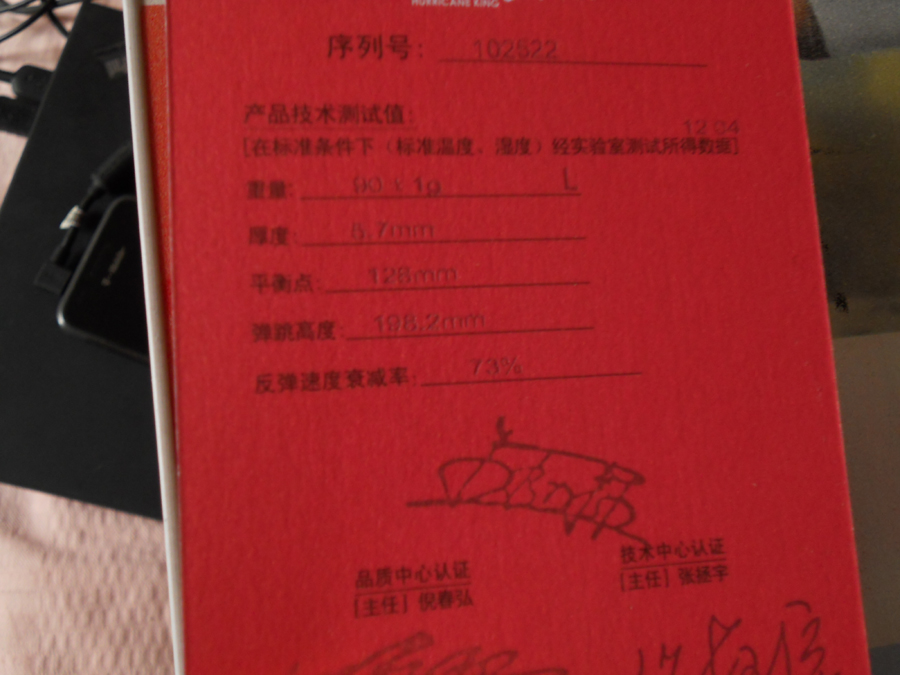 HURRICANE KING
序列号: 102522
产品技术测试值:
12 04
[在标准条件下（标准温度、湿度）经实验室测试所得数据]
重量: 90 ± 1g L
厚度: 5.7mm
平衡点: 128mm
弹跳高度: 198.2mm
反弹速度衰减率: 73%
技术中心认证
[主任] 张拯宇
品质中心认证
[主任] 倪春弘